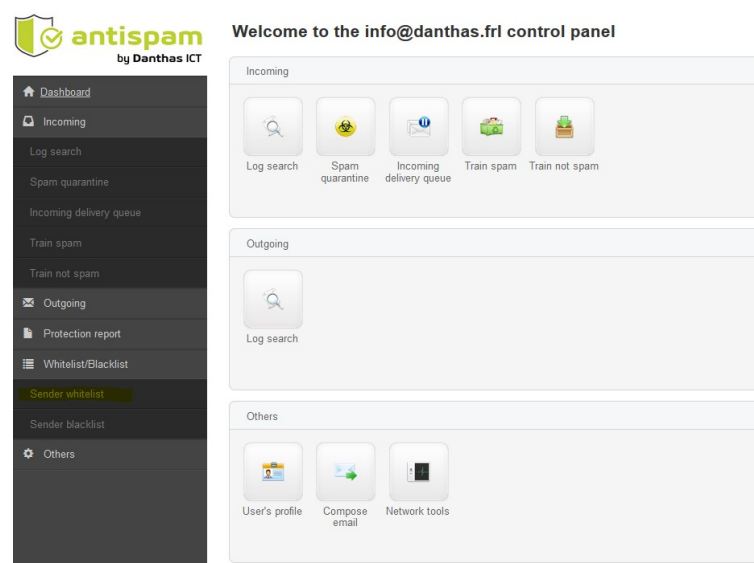 antispam
by Danthas ICT
Dashboard
Incoming
Log search
Spam quarantine
Incoming delivery queue
Train spam
Train not spam
Outgoing
Protection report
Whitelist/Blacklist
Sender whitelist
Sender blacklist
Others
Welcome to the info@danthas.frl control panel
Incoming
Log search
Spam
quarantine
Incoming
delivery queue
Train spam
Train not spam
Outgoing
Log search
Others
User's profile
Compose
email
Network tools